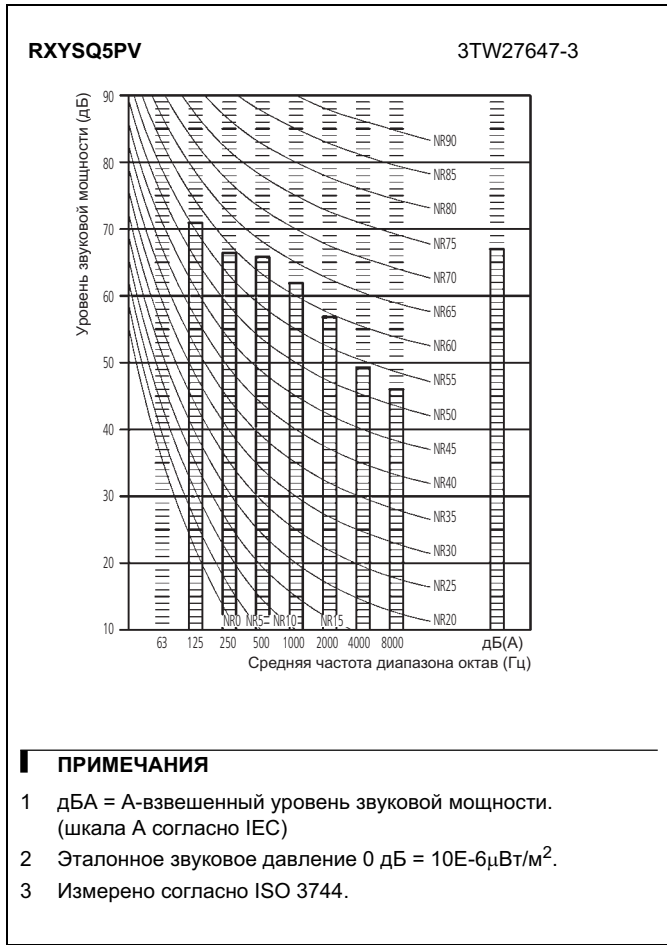 RXYSQ5PV 3TW27647-3
Уровень звуковой мощности (дБ)
90
80
70
60
50
40
30
20
10
NR90
NR85
NR80
NR75
NR70
NR65
NR60
NR55
NR50
NR45
NR40
NR35
NR30
NR25
NR20
NR0 NR5 NR10 NR15
63 125 250 500 1000 2000 4000 8000 дБ(А)
Средняя частота диапазона октав (Гц)
ПРИМЕЧАНИЯ
1 дБА = А-взвешенный уровень звуковой мощности.
(шкала А согласно IEC)
2 Эталонное звуковое давление 0 дБ = 10E-6µВт/м².
3 Измерено согласно ISO 3744.